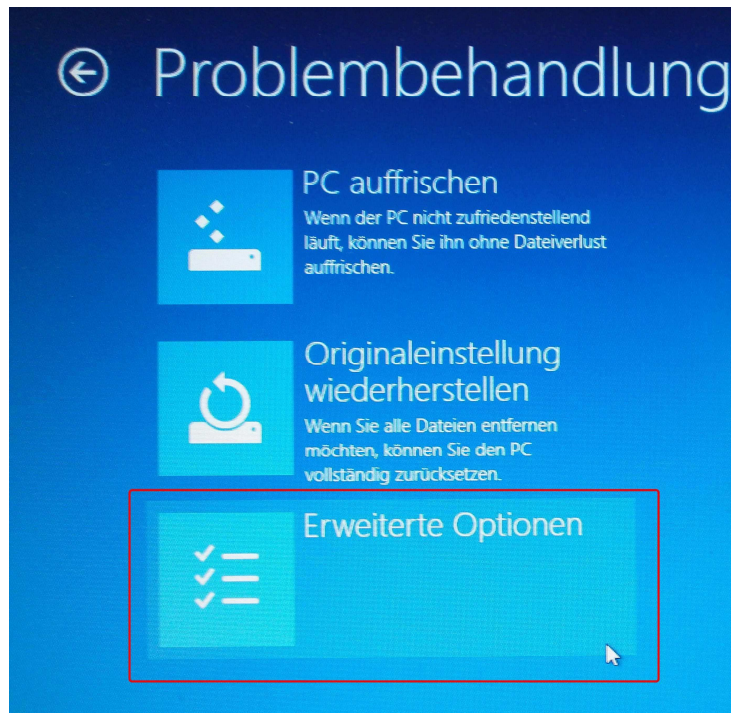 Problembehandlung
PC auffrischen
Wenn der PC nicht zufriedenstellend
läuft, können Sie ihn ohne Dateiverlust
auffrischen.
Originaleinstellung
wiederherstellen
Wenn Sie alle Dateien entfernen
möchten, können Sie den PC
vollständig zurücksetzen.
Erweiterte Optionen